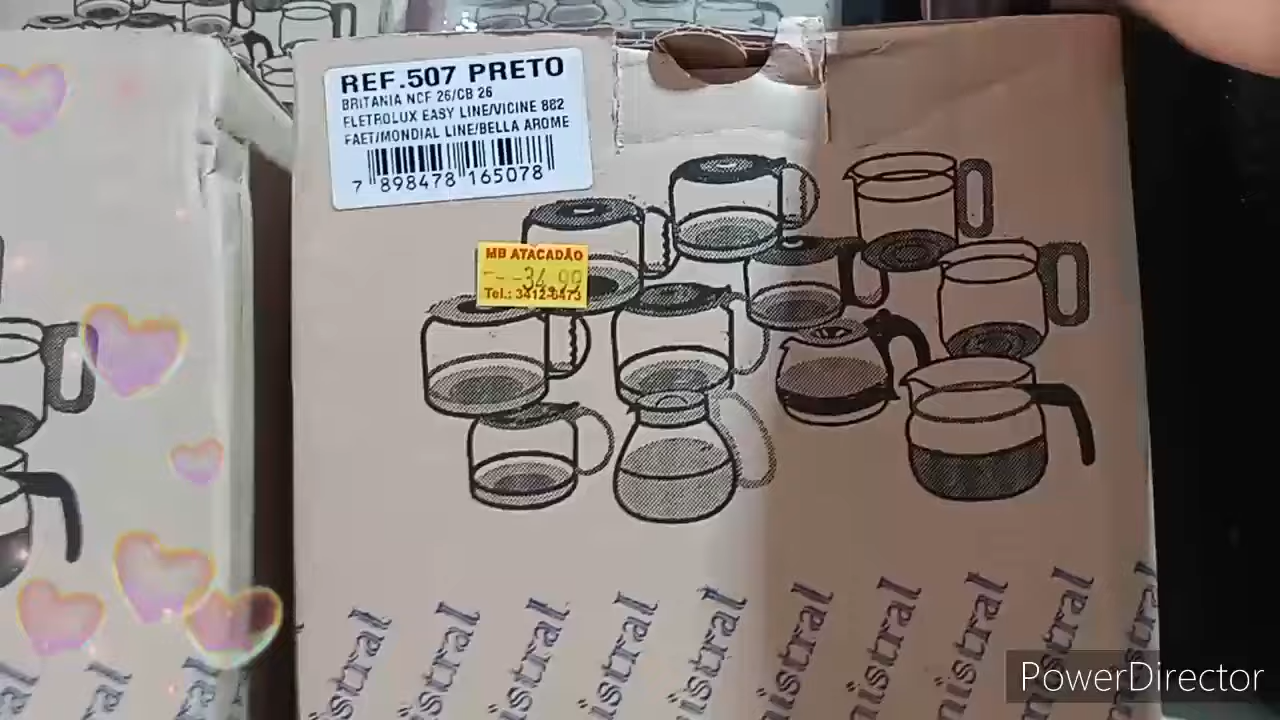 REF.507 PRETO
BRITANIA NCF 26/CB 26
ELETROLUX EASY LINE/VICINE 882
FAET/MONDIAL LINE/BELLA AROME
7 898478 165078
MB ATACADÃO
34,99
Tel.: 3412-6473
PowerDirector